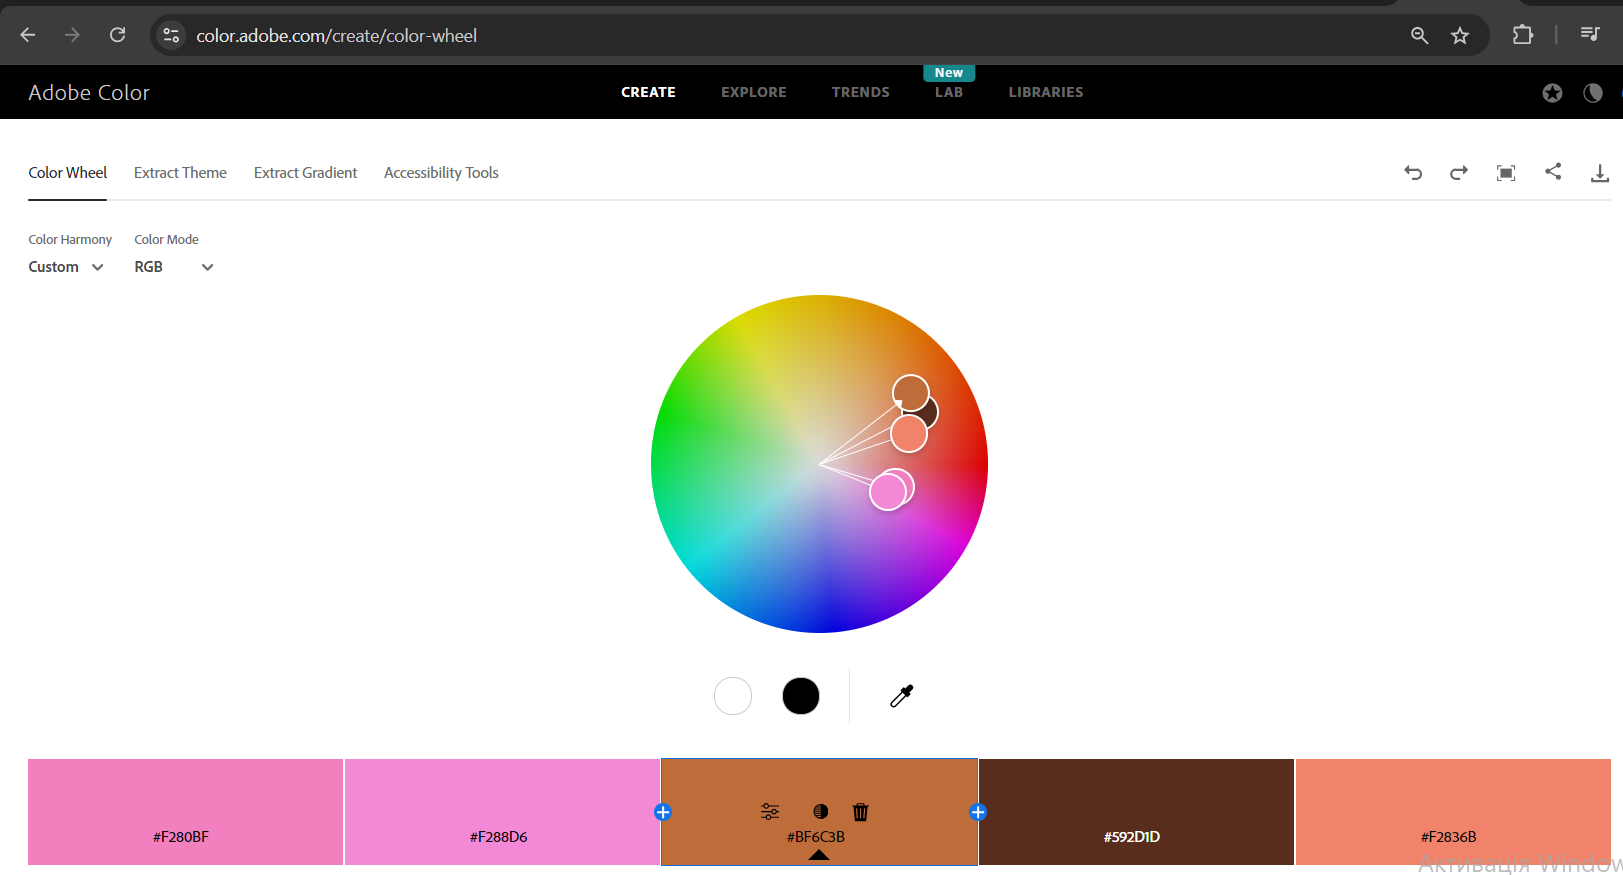 color.adobe.com/create/color-wheel
New
Adobe Color
CREATE
EXPLORE
TRENDS
LAB
LIBRARIES
Color Wheel
Extract Theme
Extract Gradient
Accessibility Tools
Color Harmony
Color Mode
Custom
RGB
#F280BF
#F288D6
#BF6C3B
#592D1D
#F2836B
Активація Window